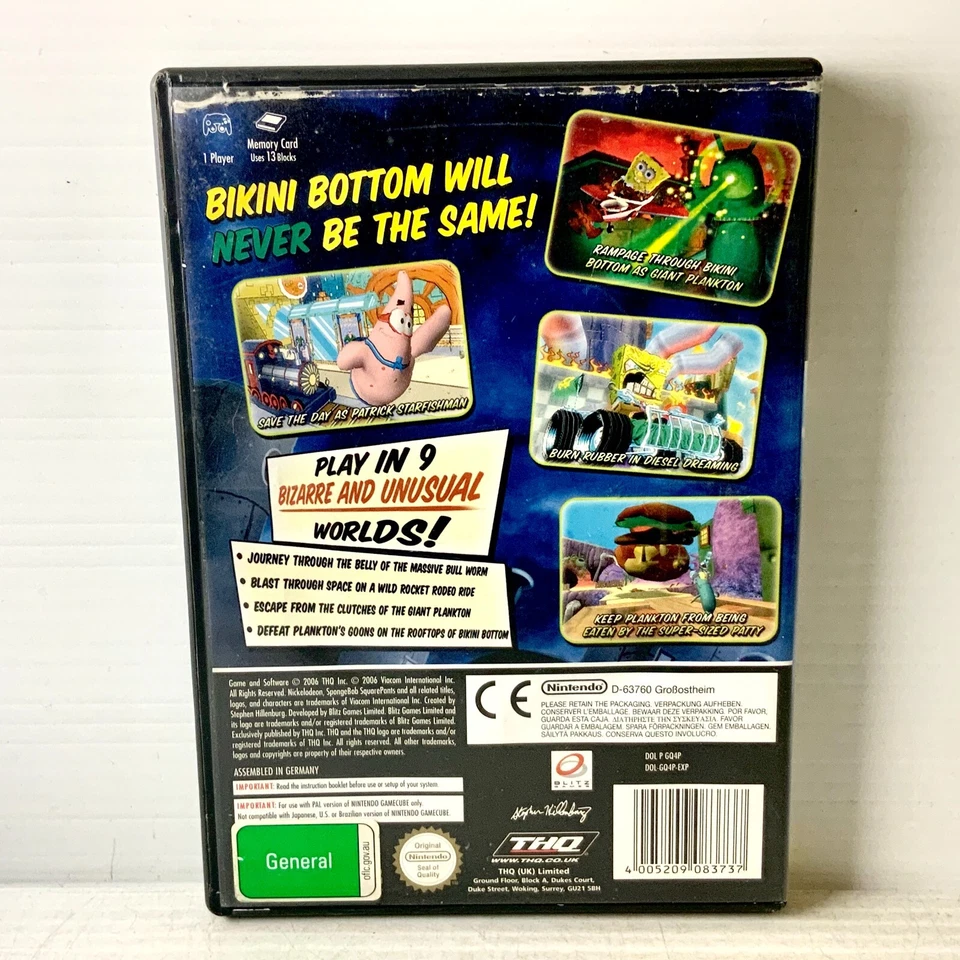 1 Player
Memory Card
Uses 13 Blocks
BIKINI BOTTOM WILL
NEVER BE THE SAME!
RAMPAGE THROUGH BIKINI
BOTTOM AS GIANT PLANKTON
SAVE THE DAY AS PATRICK STARFISHMAN
BURN RUBBER IN DIESEL DREAMING
PLAY IN 9
BIZARRE AND UNUSUAL
WORLDS!
• JOURNEY THROUGH THE BELLY OF THE MASSIVE BULL WORM
• BLAST THROUGH SPACE ON A WILD ROCKET RODEO RIDE
• ESCAPE FROM THE CLUTCHES OF THE GIANT PLANKTON
• DEFEAT PLANKTON'S GOONS ON THE ROOFTOPS OF BIKINI BOTTOM
KEEP PLANKTON FROM BEING
EATEN BY THE SUPER-SIZED PATTY
Game and Software © 2006 THQ Inc. © 2006 Viacom International Inc.
All Rights Reserved. Nickelodeon, SpongeBob SquarePants and all related titles,
logos, and characters are trademarks of Viacom International Inc. Created by
Stephen Hillenburg. Developed by Blitz Games Limited. Blitz Games Limited and
its logo are trademarks and/or registered trademarks of Blitz Games Limited.
Exclusively published by THQ Inc. THQ and the THQ logo are trademarks and/or
registered trademarks of THQ Inc. All rights reserved. All other trademarks,
logos and copyrights are property of their respective owners.
ASSEMBLED IN GERMANY
IMPORTANT: Read the instruction booklet before use or setup of your system
IMPORTANT: For use with PAL version of NINTENDO GAMECUBE only.
Not compatible with Japanese, U.S. or Brazilian version of NINTENDO GAMECUBE.
General
oflc.gov.au
Original
Nintendo
Seal of
Quality
CE
Nintendo D-63760 Großostheim
PLEASE RETAIN THE PACKAGING. VERPACKUNG AUFHEBEN.
CONSERVER L'EMBALLAGE. BEWAAR DEZE VERPAKKING. POR FAVOR,
GUARDA ESTA CAJA. ΔΙΑΤΗΡΗΣΤΕ ΤΗΝ ΣΥΣΚΕΥΑΣΙΑ. FAVOR
GUARDAR A EMBALAGEM. SPARA FÖRPACKNINGEN. GEM EMBALLAGEN.
SÄILYTÄ PAKKAUS. CONSERVA QUESTO INVOLUCRO.
BLITZ
GAMES
DOL P GQ4P
DOL-GQ4P-EXP
Stephen Hillenburg
THQ
WWW.THQ.CO.UK
THQ (UK) Limited
Ground Floor, Block A, Dukes Court,
Duke Street, Woking, Surrey, GU21 5BH
4 005209 083737